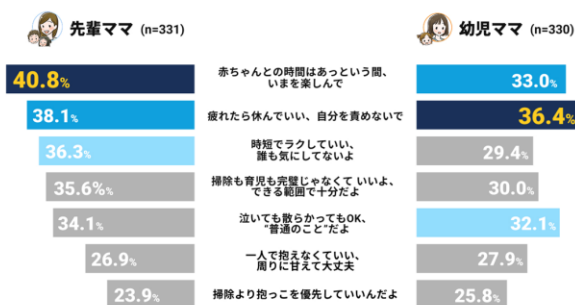 先輩ママ (n=331)
幼児ママ (n=330)
40.8%
赤ちゃんとの時間はあっという間、
いまを楽しんで
33.0%
38.1%
疲れたら休んでいい、自分を責めないで
36.4%
36.3%
時短でラクしていい、
誰も気にしてないよ
29.4%
35.6%%
掃除も育児も完璧じゃなくて いいよ、
できる範囲で十分だよ
30.0%
34.1%
泣いても散らかってもOK、
“普通のこと”だよ
32.1%
26.9%
一人で抱えなくていい、
周りに甘えて大丈夫
27.9%
23.9%
掃除より抱っこを優先していいんだよ
25.8%